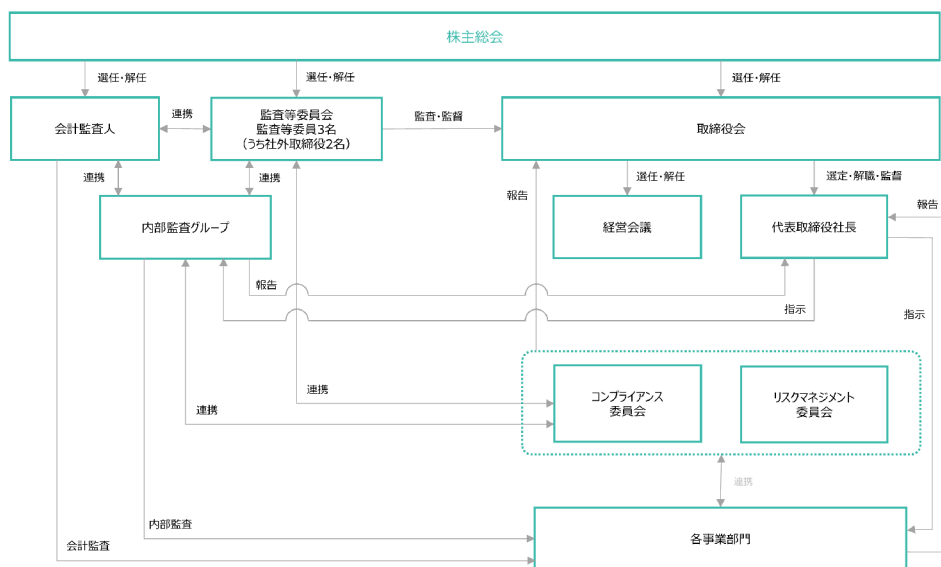 株主総会
選任・解任
選任・解任
選任・解任
会計監査人
連携
監査等委員会
監査等委員3名
(うち社外取締役2名)
監査・監督
取締役会
連携
連携
報告
選任・解任
選定・解職・監督
内部監査グループ
経営会議
代表取締役社長
報告
報告
指示
指示
連携
連携
コンプライアンス
委員会
リスクマネジメント
委員会
連携
内部監査
会計監査
各事業部門